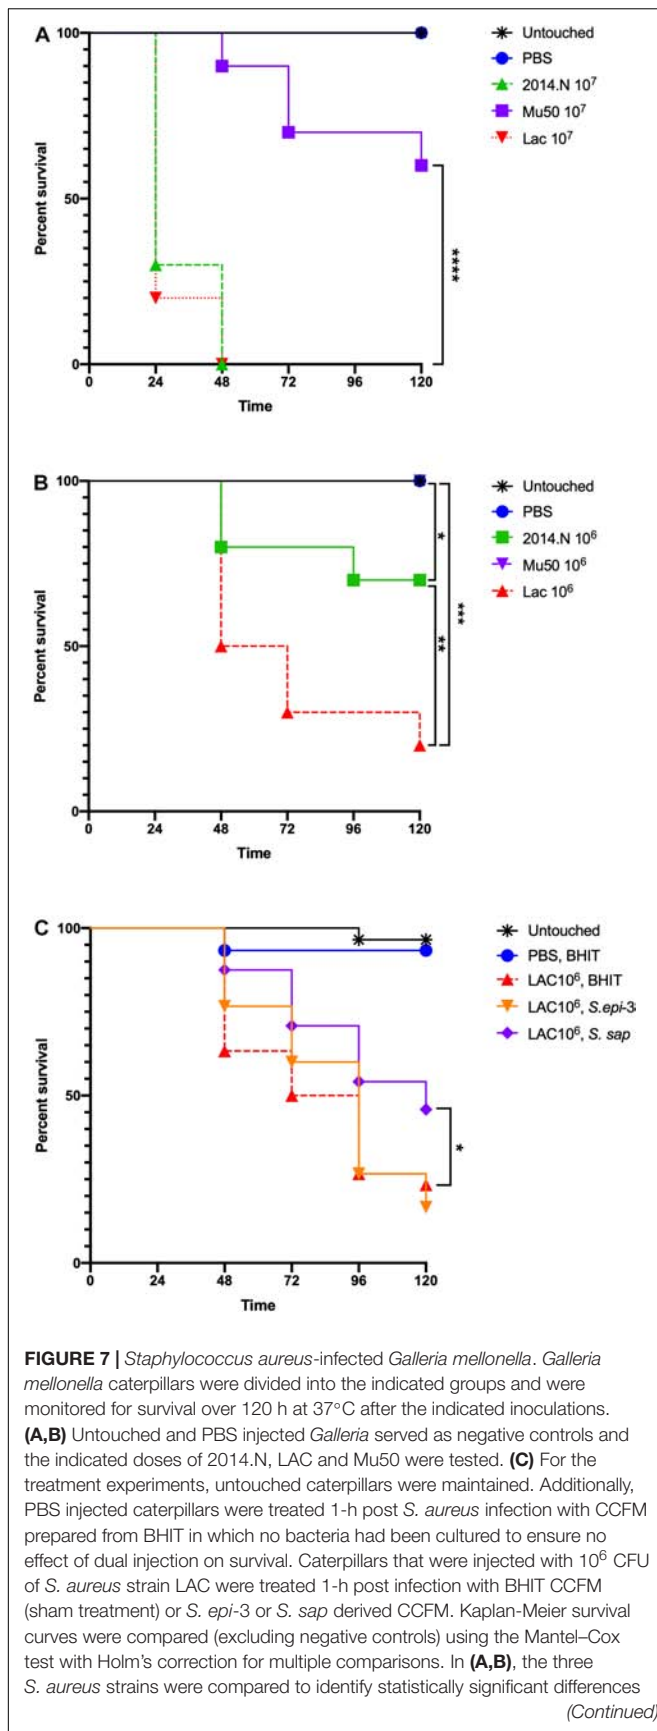 A
100
50
0
Percent survival
0 24 48 72 96 120
Time
****
Untouched
PBS
2014.N 10⁷
Mu50 10⁷
Lac 10⁷
B
100
50
0
Percent survival
0 24 48 72 96 120
Time
*
**
***
Untouched
PBS
2014.N 10⁶
Mu50 10⁶
Lac 10⁶
C
100
50
0
Percent survival
0 24 48 72 96 120
Time
*
Untouched
PBS, BHIT
LAC10⁶, BHIT
LAC10⁶, S.epi-3
LAC10⁶, S. sap
FIGURE 7 | Staphylococcus aureus-infected Galleria mellonella. Galleria
mellonella caterpillars were divided into the indicated groups and were
monitored for survival over 120 h at 37°C after the indicated inoculations.
(A,B) Untouched and PBS injected Galleria served as negative controls and
the indicated doses of 2014.N, LAC and Mu50 were tested. (C) For the
treatment experiments, untouched caterpillars were maintained. Additionally,
PBS injected caterpillars were treated 1-h post S. aureus infection with CCFM
prepared from BHIT in which no bacteria had been cultured to ensure no
effect of dual injection on survival. Caterpillars that were injected with 10⁶ CFU
of S. aureus strain LAC were treated 1-h post infection with BHIT CCFM
(sham treatment) or S. epi-3 or S. sap derived CCFM. Kaplan-Meier survival
curves were compared (excluding negative controls) using the Mantel–Cox
test with Holm's correction for multiple comparisons. In (A,B), the three
S. aureus strains were compared to identify statistically significant differences
(Continued)